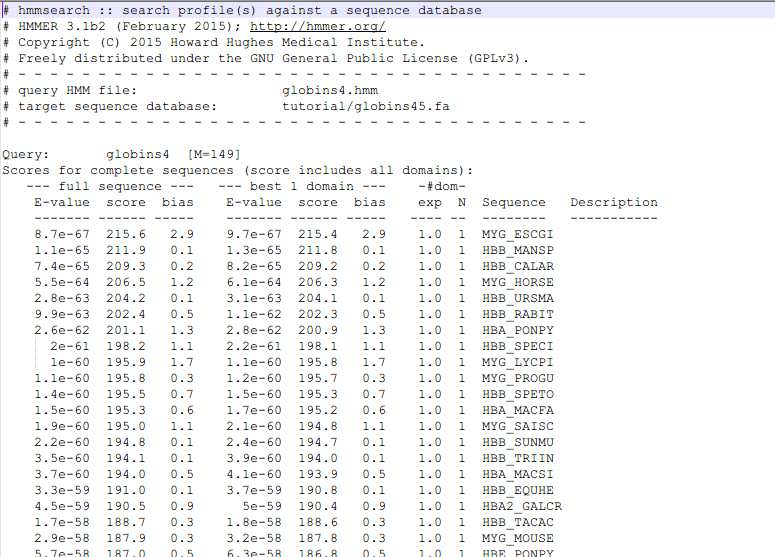 # hmmsearch :: search profile(s) against a sequence database
# HMMER 3.1b2 (February 2015); http://hmmer.org/
# Copyright (C) 2015 Howard Hughes Medical Institute.
# Freely distributed under the GNU General Public License (GPLv3).
# - - - - - - - - - - - - - - - - - - - - - - - - - - - - - - - - - - - -
# query HMM file:                  globins4.hmm
# target sequence database:        tutorial/globins45.fa
# - - - - - - - - - - - - - - - - - - - - - - - - - - - - - - - - - - - -
Query:       globins4  [M=149]
Scores for complete sequences (score includes all domains):
   --- full sequence ---   --- best 1 domain ---    -#dom-
    E-value  score  bias    E-value  score  bias    exp  N  Sequence   Description
    ------- ------ -----    ------- ------ -----   ---- --  --------   -----------
    8.7e-67  215.6   2.9    9.7e-67  215.4   2.9    1.0  1  MYG_ESCGI
    1.1e-65  211.9   0.1    1.3e-65  211.8   0.1    1.0  1  HBB_MANSP
    7.4e-65  209.3   0.2    8.2e-65  209.2   0.2    1.0  1  HBB_CALAR
    5.5e-64  206.5   1.2    6.1e-64  206.3   1.2    1.0  1  MYG_HORSE
    2.8e-63  204.2   0.1    3.1e-63  204.1   0.1    1.0  1  HBB_URSMA
    9.9e-63  202.4   0.5    1.1e-62  202.3   0.5    1.0  1  HBB_RABIT
    2.6e-62  201.1   1.3    2.8e-62  200.9   1.3    1.0  1  HBA_PONPY
      2e-61  198.2   1.1    2.2e-61  198.1   1.1    1.0  1  HBB_SPECI
      1e-60  195.9   1.7    1.1e-60  195.8   1.7    1.0  1  MYG_LYCPI
    1.1e-60  195.8   0.3    1.2e-60  195.7   0.3    1.0  1  MYG_PROGU
    1.4e-60  195.5   0.7    1.5e-60  195.3   0.7    1.0  1  HBB_SPETO
    1.5e-60  195.3   0.6    1.7e-60  195.2   0.6    1.0  1  HBA_MACFA
    1.9e-60  195.0   1.1    2.1e-60  194.8   1.1    1.0  1  MYG_SAISC
    2.2e-60  194.8   0.1    2.4e-60  194.7   0.1    1.0  1  HBB_SUNMU
    3.5e-60  194.1   0.1    3.9e-60  194.0   0.1    1.0  1  HBB_TRIIN
    3.7e-60  194.0   0.5    4.1e-60  193.9   0.5    1.0  1  HBA_MACSI
    3.3e-59  191.0   0.1    3.7e-59  190.8   0.1    1.0  1  HBB_EQUHE
    4.5e-59  190.5   0.9      5e-59  190.4   0.9    1.0  1  HBA2_GALCR
    1.7e-58  188.7   0.3    1.8e-58  188.6   0.3    1.0  1  HBB_TACAC
    2.9e-58  187.9   0.3    3.2e-58  187.8   0.3    1.0  1  MYG_MOUSE
    5.7e-58  187.0   0.5    6.3e-58  186.8   0.5    1.0  1  HBE_PONPY